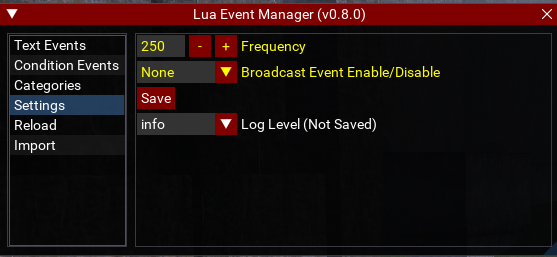 Lua Event Manager (v0.8.0)
Text Events
Condition Events
Categories
Settings
Reload
Import
250 - + Frequency
None Broadcast Event Enable/Disable
Save
info Log Level (Not Saved)